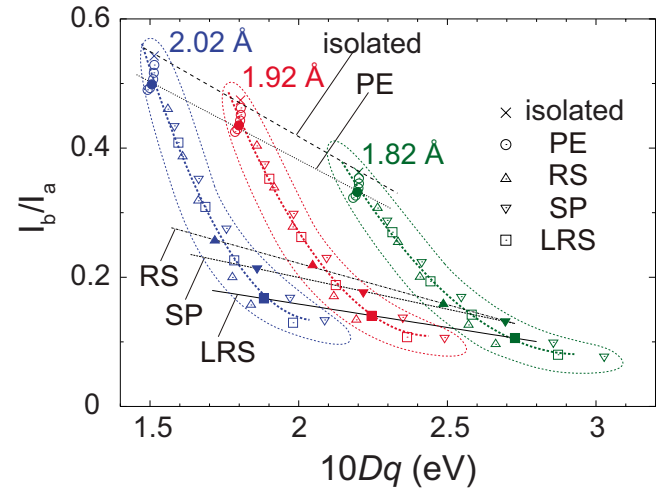 2.02 Å
isolated
0.6
1.92 Å
PE
isolated
PE
0.4
1.82 Å
RS
SP
LRS
I_b/I_a
0.2
RS
SP
LRS
0
1.5
2
2.5
3
10Dq (eV)